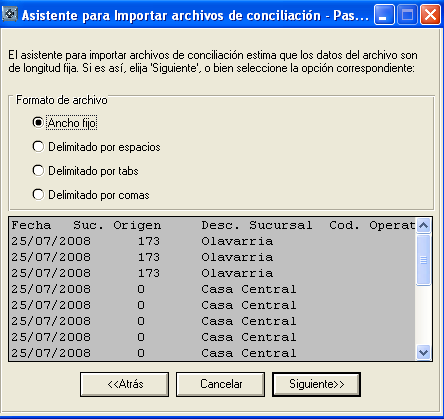 Asistente para Importar archivos de conciliación - Pas...
El asistente para importar archivos de conciliación estima que los datos del archivo son
de longitud fija. Si es así, elija 'Siguiente', o bien seleccione la opción correspondiente:
Formato de archivo
Ancho fijo
Delimitado por espacios
Delimitado por tabs
Delimitado por comas
Fecha Suc. Origen Desc. Sucursal Cod. Operat
25/07/2008 173 Olavarria
25/07/2008 173 Olavarria
25/07/2008 173 Olavarria
25/07/2008 0 Casa Central
25/07/2008 0 Casa Central
25/07/2008 0 Casa Central
25/07/2008 0 Casa Central
25/07/2008 0 Casa Central
<<Atrás Cancelar Siguiente>>